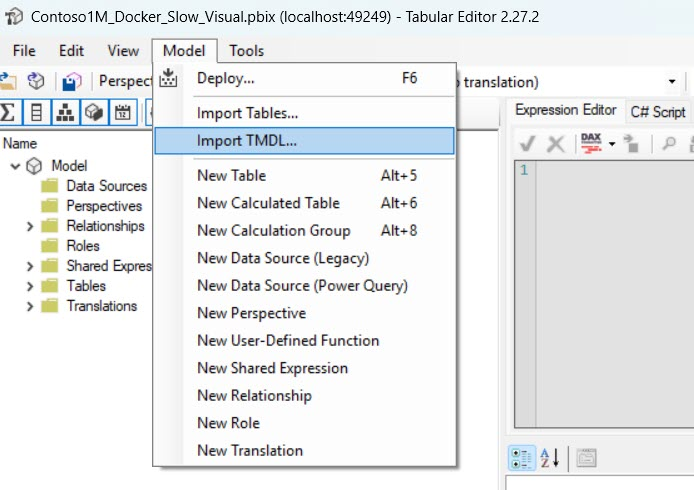 Contoso1M_Docker_Slow_Visual.pbix (localhost:49249) - Tabular Editor 2.27.2
File Edit View Model Tools
Perspect translation)
Expression Editor C# Script
DAX
1
Name
Model
Data Sources
Perspectives
Relationships
Roles
Shared Expres
Tables
Translations
Deploy... F6
Import Tables...
Import TMDL...
New Table Alt+5
New Calculated Table Alt+6
New Calculation Group Alt+8
New Data Source (Legacy)
New Data Source (Power Query)
New Perspective
New User-Defined Function
New Shared Expression
New Relationship
New Role
New Translation